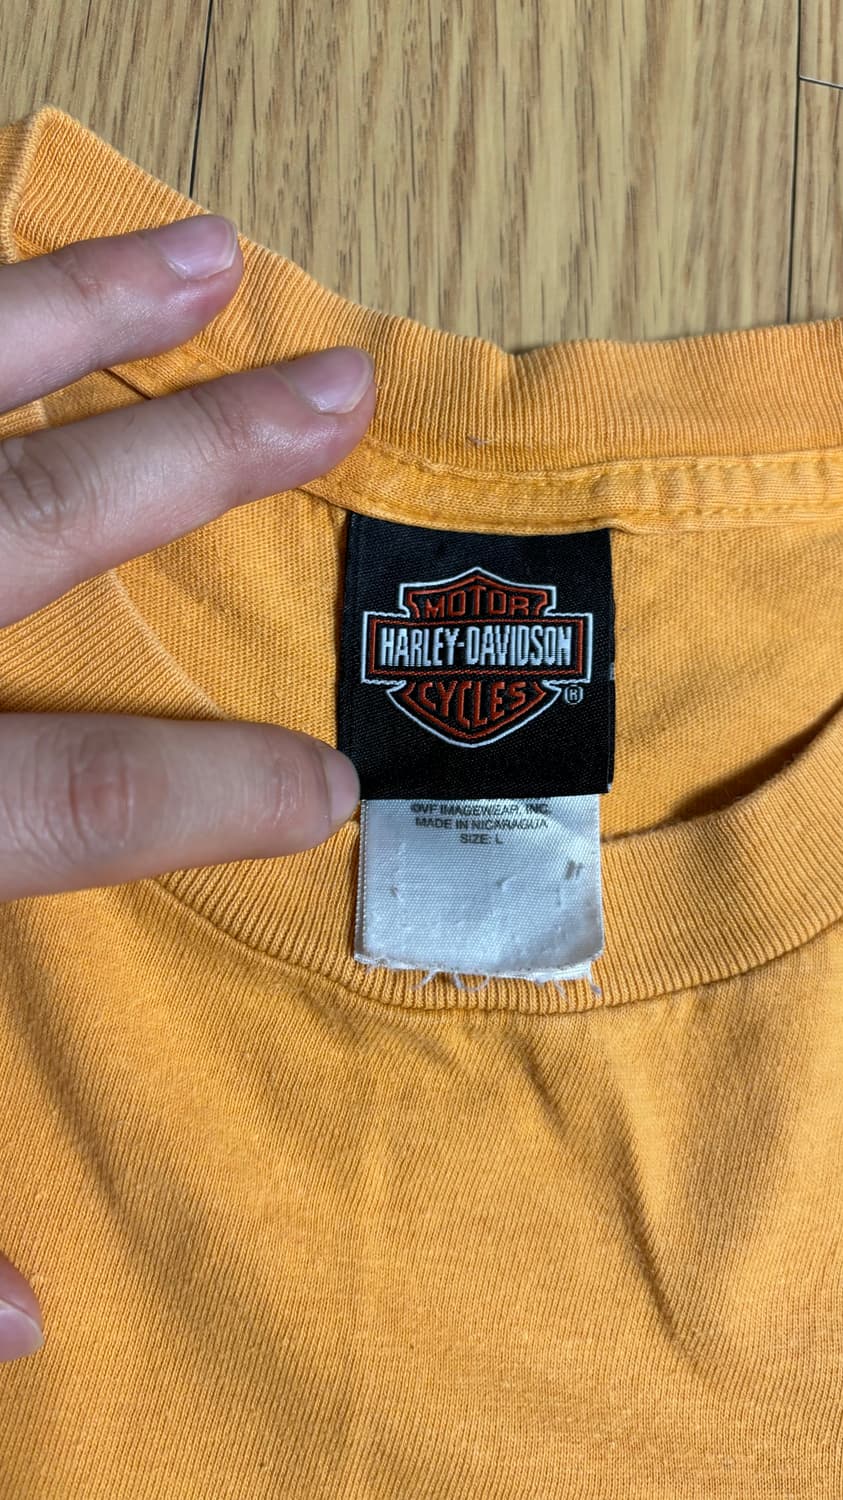 MOTOR
HARLEY-DAVIDSON
CYCLES
®
©VF IMAGEWEAR, INC.
MADE IN NICARAGUA
SIZE: L